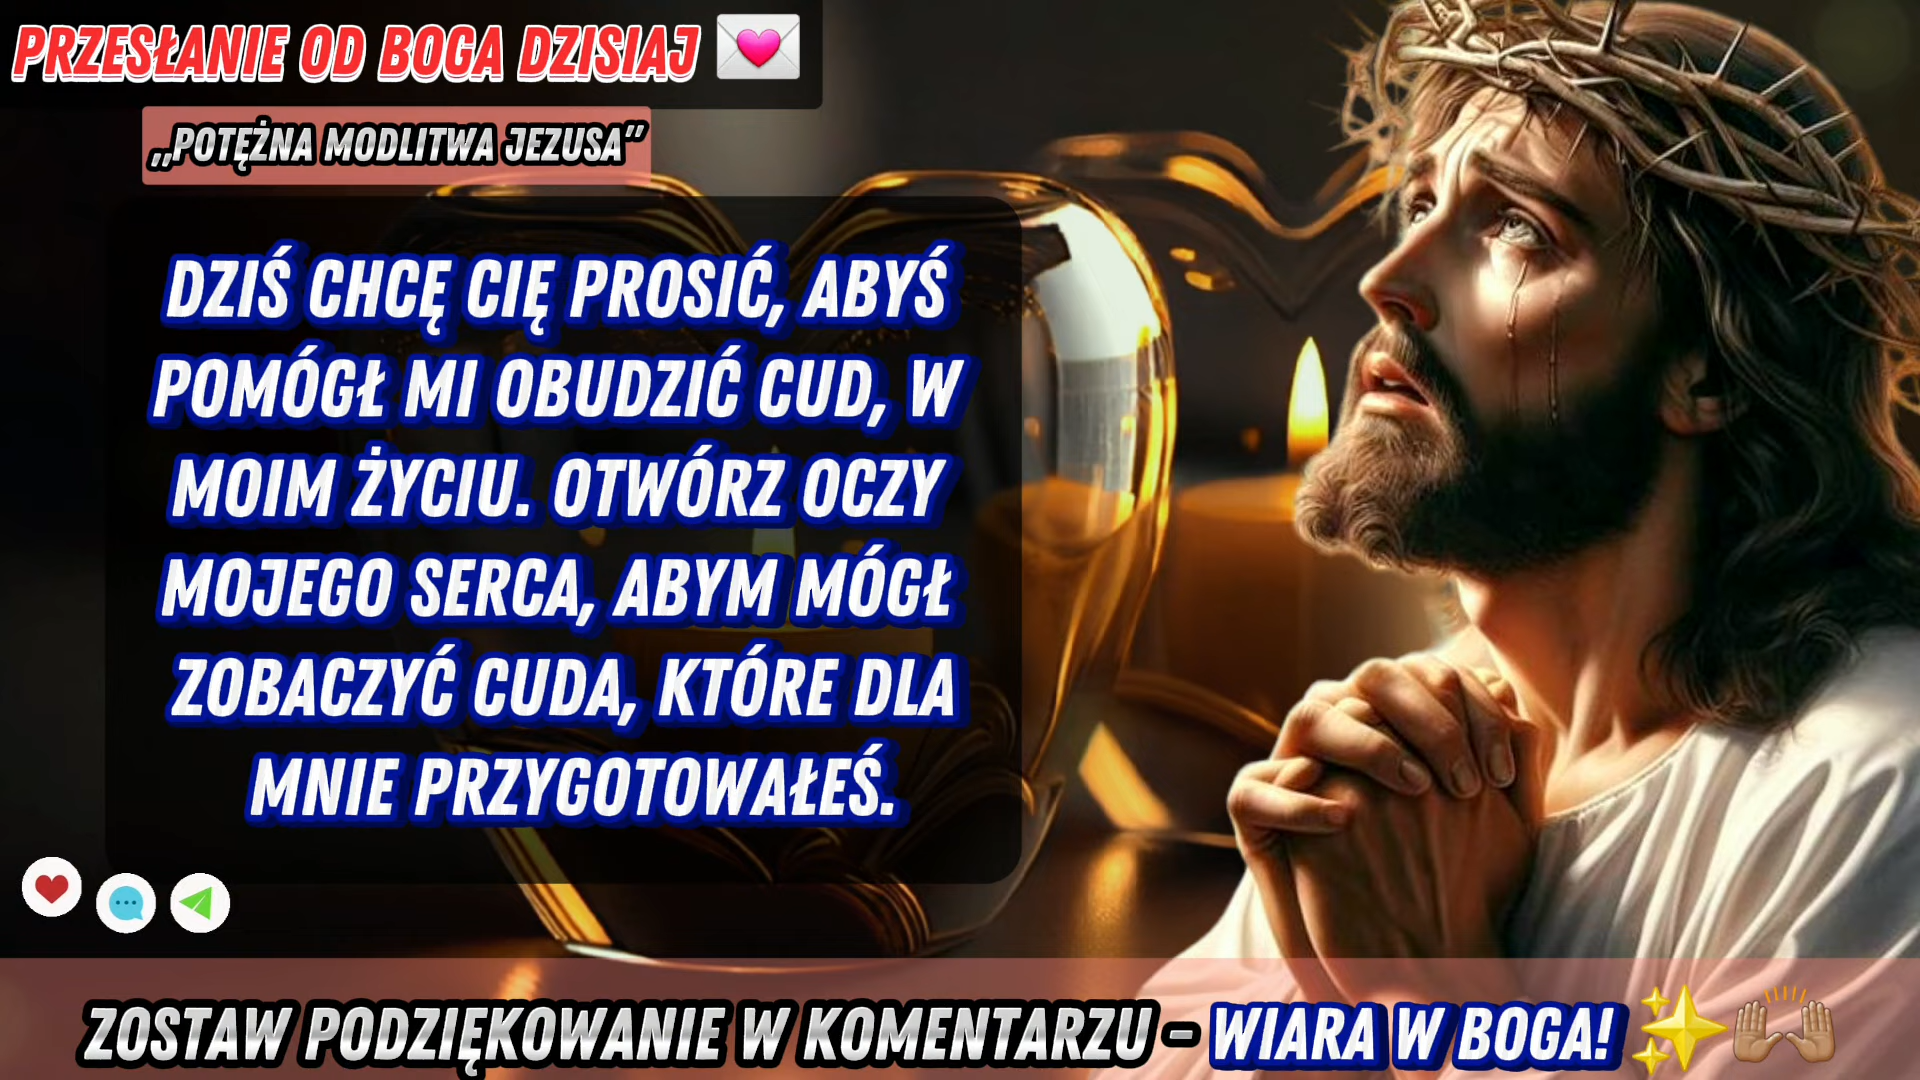 PRZESŁANIE OD BOGA DZISIAJ
,,POTĘŻNA MODLITWA JEZUSA"
DZIŚ CHCĘ CIĘ PROSIĆ, ABYŚ
POMÓGŁ MI OBUDZIĆ CUD, W
MOIM ŻYCIU. OTWÓRZ OCZY
MOJEGO SERCA, ABYM MÓGŁ
ZOBACZYĆ CUDA, KTÓRE DLA
MNIE PRZYGOTOWAŁEŚ.
ZOSTAW PODZIĘKOWANIE W KOMENTARZU - WIARA W BOGA!